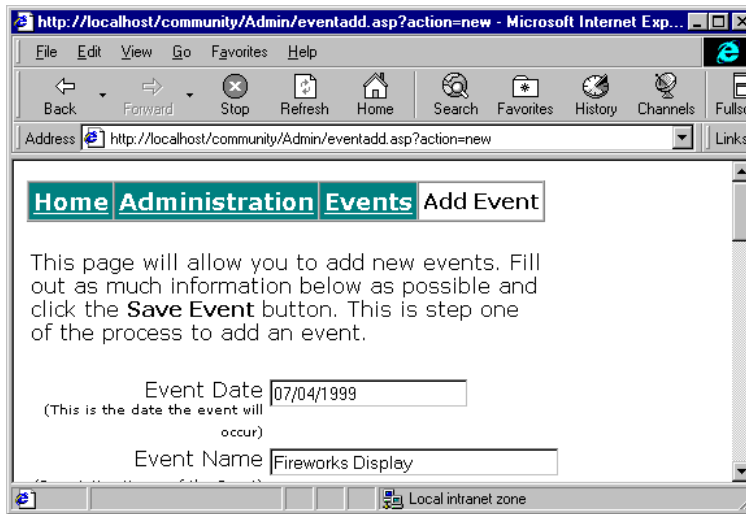 http://localhost/community/Admin/eventadd.asp?action=new - Microsoft Internet Exp...
File Edit View Go Favorites Help
Back Forward Stop Refresh Home Search Favorites History Channels
Address http://localhost/community/Admin/eventadd.asp?action=new Links
Home Administration Events Add Event
This page will allow you to add new events. Fill
out as much information below as possible and
click the Save Event button. This is step one
of the process to add an event.
Event Date 07/04/1999
(This is the date the event will
occur)
Event Name Fireworks Display
Local intranet zone